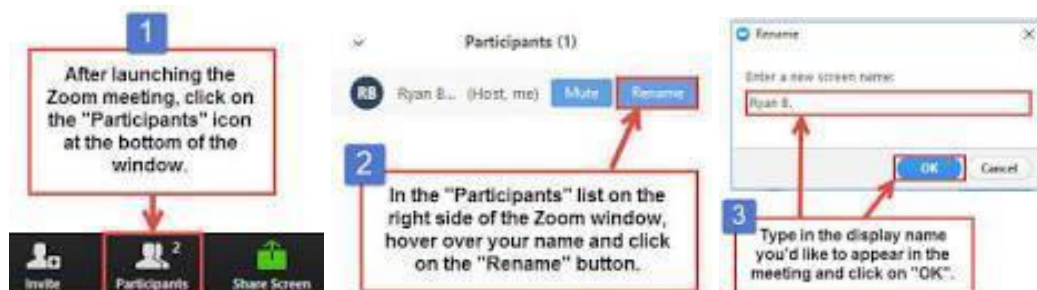 1
After launching the
Zoom meeting, click on
the "Participants" icon
at the bottom of the
window.
2
Invite
Participants
Share Screen
Participants (1)
RB
Ryan B... (Host, me)
Mute
Rename
2
In the "Participants" list on the
right side of the Zoom window,
hover over your name and click
on the "Rename" button.
Rename
Enter a new screen name:
Ryan B.
OK
Cancel
3
Type in the display name
you'd like to appear in the
meeting and click on "OK".